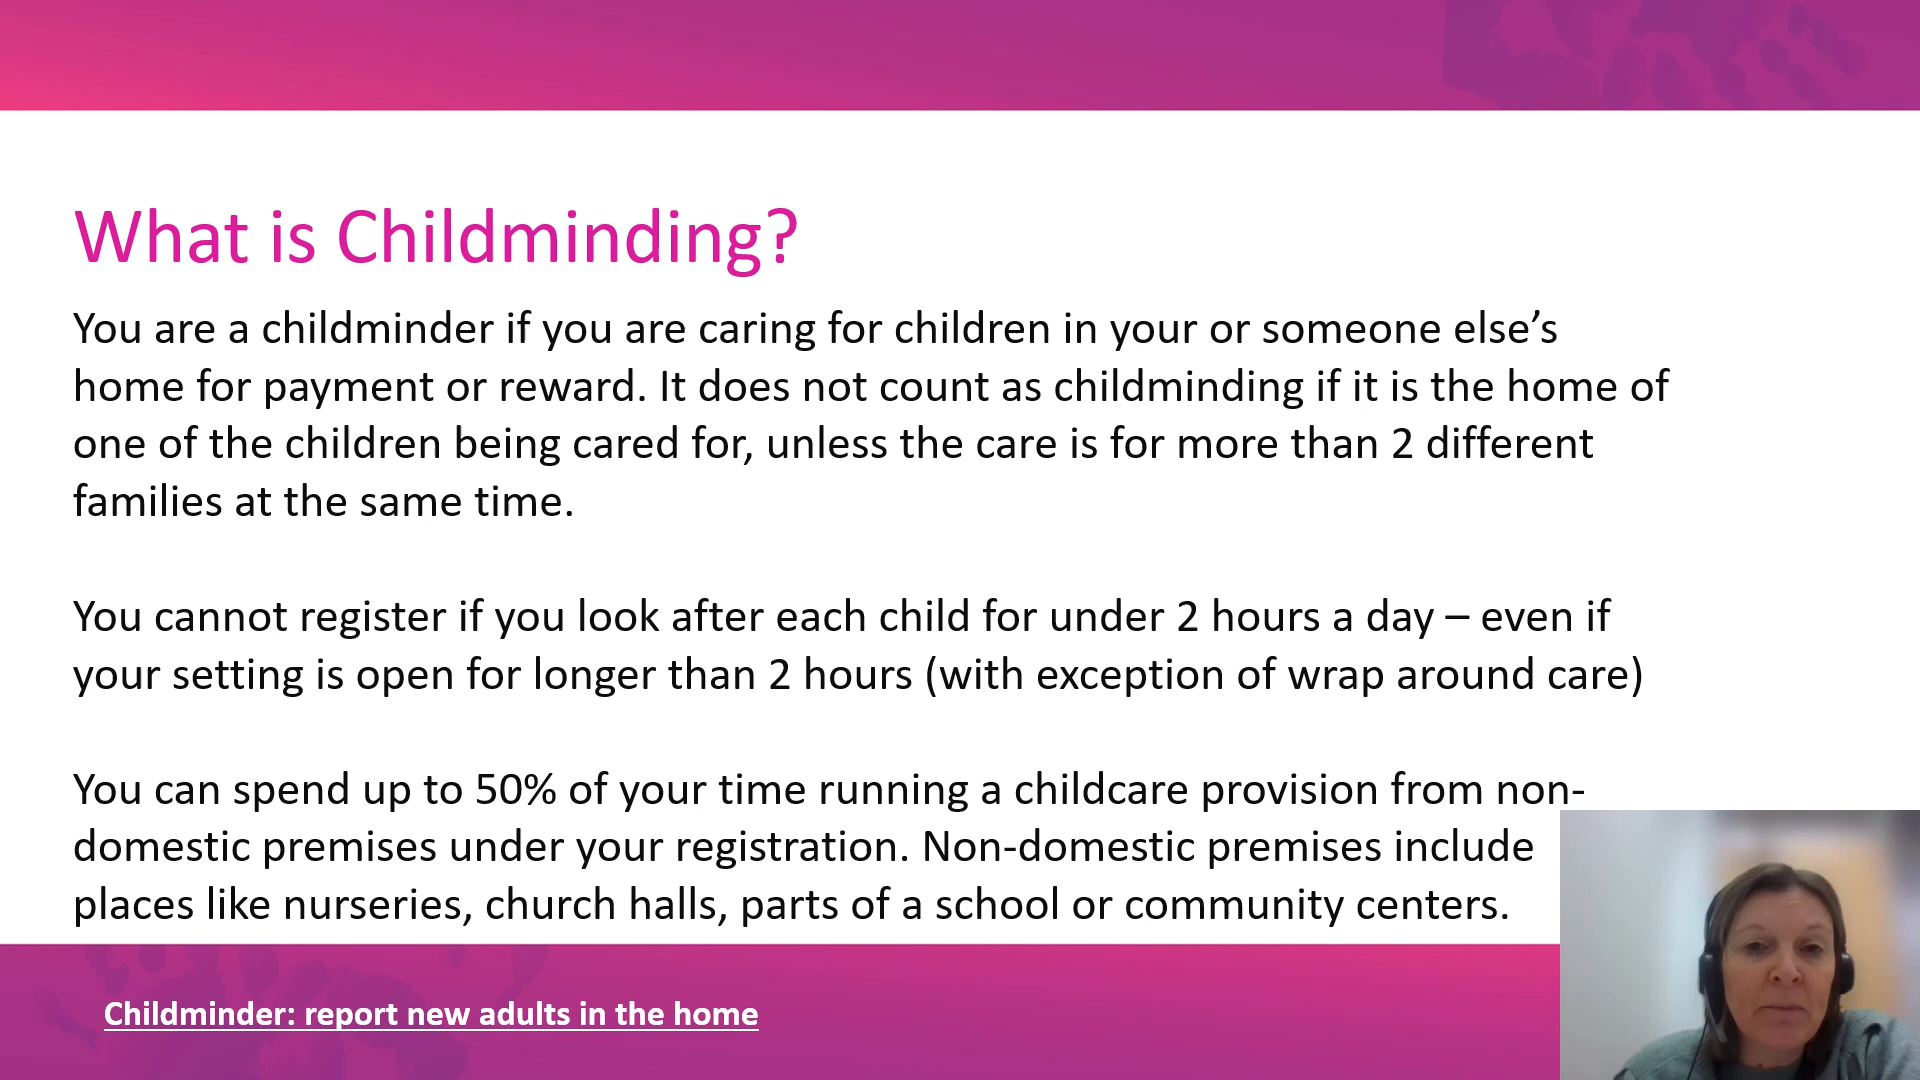 What is Childminding?
You are a childminder if you are caring for children in your or someone else’s
home for payment or reward. It does not count as childminding if it is the home of
one of the children being cared for, unless the care is for more than 2 different
families at the same time.
You cannot register if you look after each child for under 2 hours a day – even if
your setting is open for longer than 2 hours (with exception of wrap around care)
You can spend up to 50% of your time running a childcare provision from non-
domestic premises under your registration. Non-domestic premises include
places like nurseries, church halls, parts of a school or community centers.
Childminder: report new adults in the home